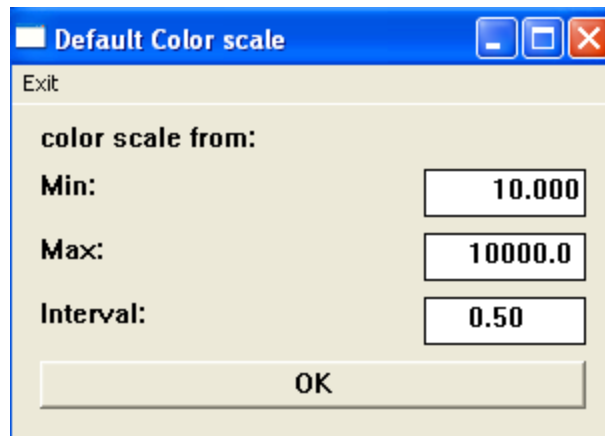 Default Color scale
Exit
color scale from:
Min: 10.000
Max: 10000.0
Interval: 0.50
OK